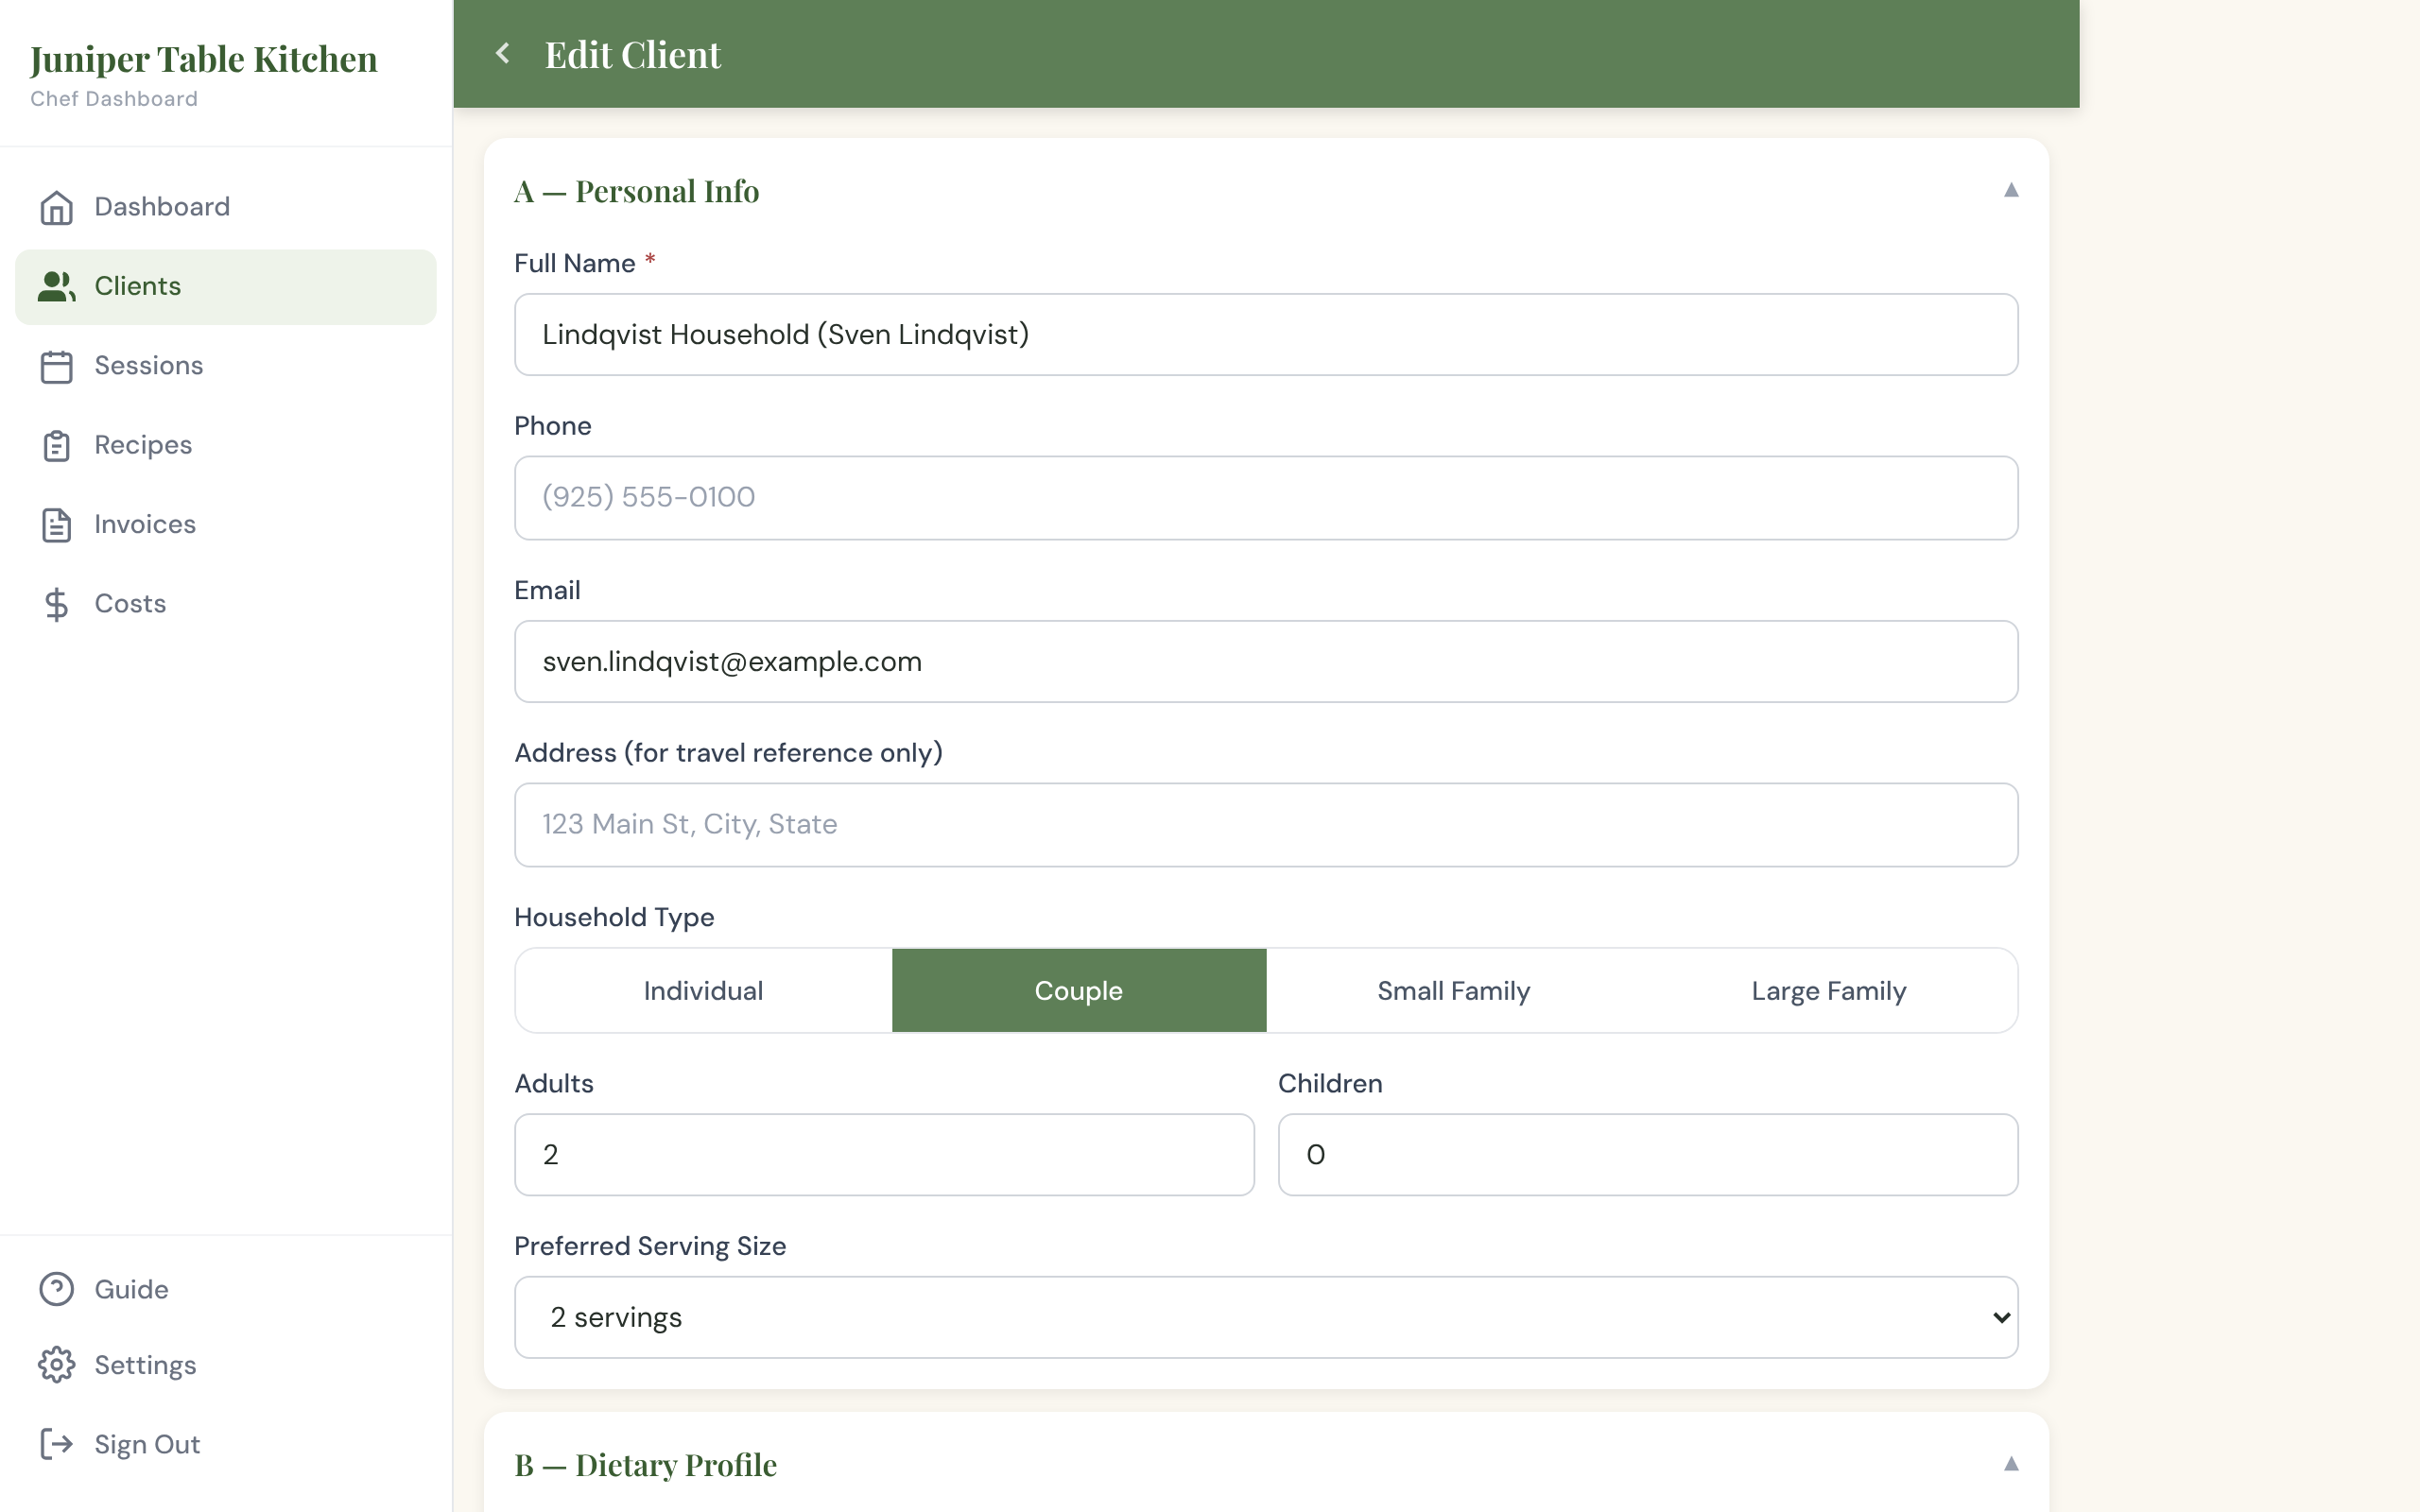 Juniper Table Kitchen
Chef Dashboard
Dashboard
Clients
Sessions
Recipes
Invoices
Costs
Guide
Settings
Sign Out
Edit Client
A — Personal Info
▲
Full Name *
Lindqvist Household (Sven Lindqvist)
Phone
(925) 555-0100
Email
sven.lindqvist@example.com
Address (for travel reference only)
123 Main St, City, State
Household Type
Individual Couple Small Family Large Family
Adults Children
2 0
Preferred Serving Size
2 servings
B — Dietary Profile
▲